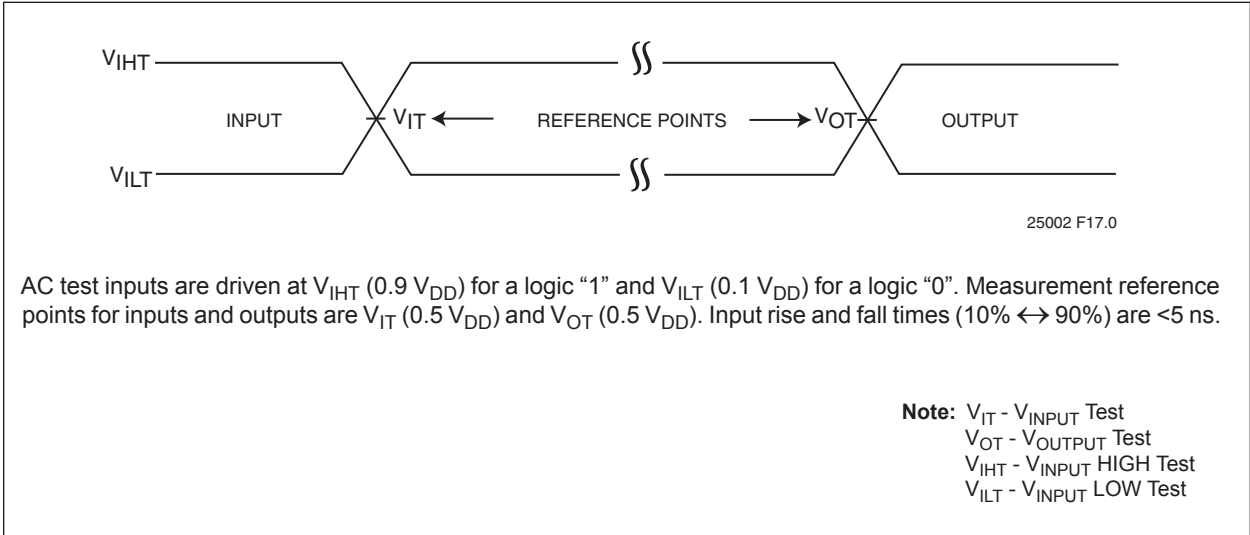 VIHT
INPUT VIT REFERENCE POINTS VOT OUTPUT
VILT
25002 F17.0
AC test inputs are driven at VIHT (0.9 VDD) for a logic “1” and VILT (0.1 VDD) for a logic “0”. Measurement reference
points for inputs and outputs are VIT (0.5 VDD) and VOT (0.5 VDD). Input rise and fall times (10% ↔ 90%) are <5 ns.
Note: VIT - VINPUT Test
VOT - VOUTPUT Test
VIHT - VINPUT HIGH Test
VILT - VINPUT LOW Test